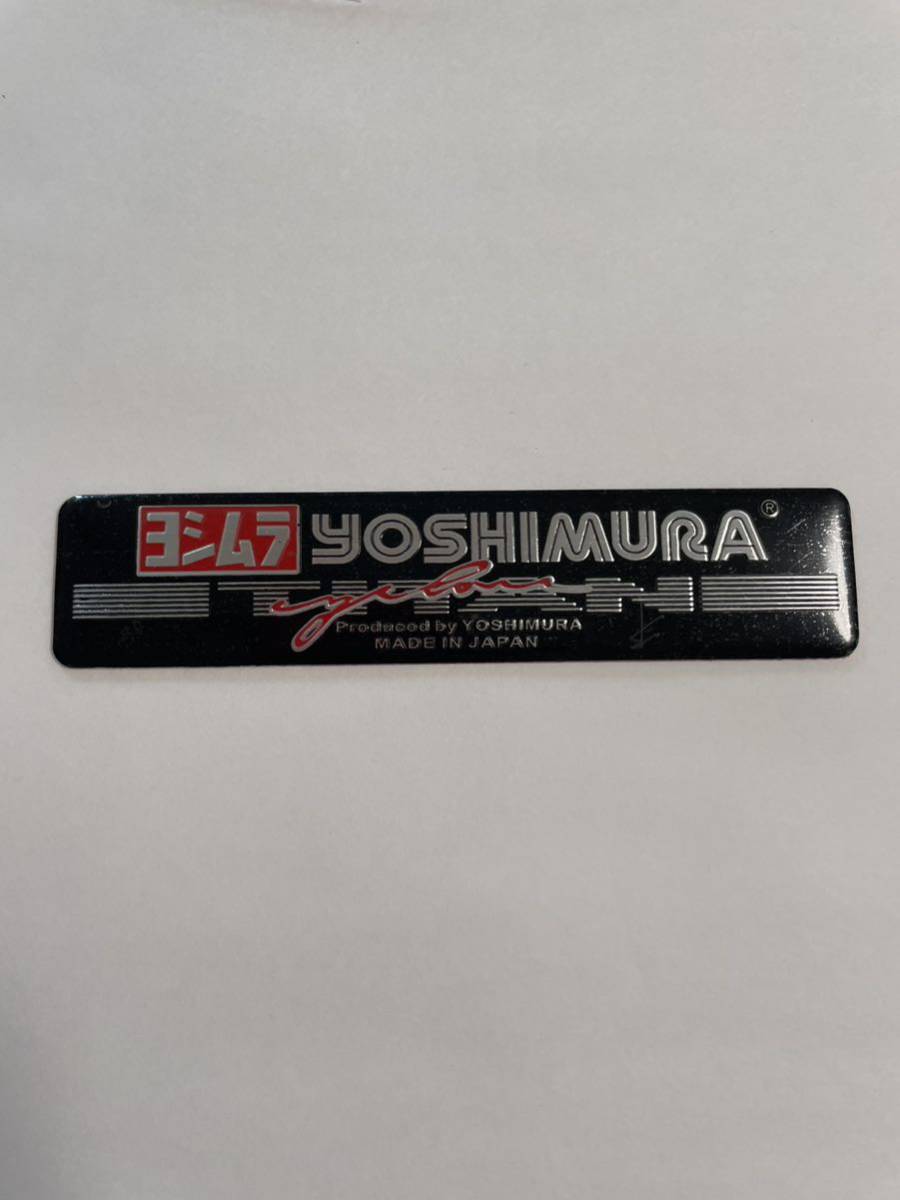 ヨシムラ YOSHIMURA ®
TITAN cyclone
Produced by YOSHIMURA
MADE IN JAPAN